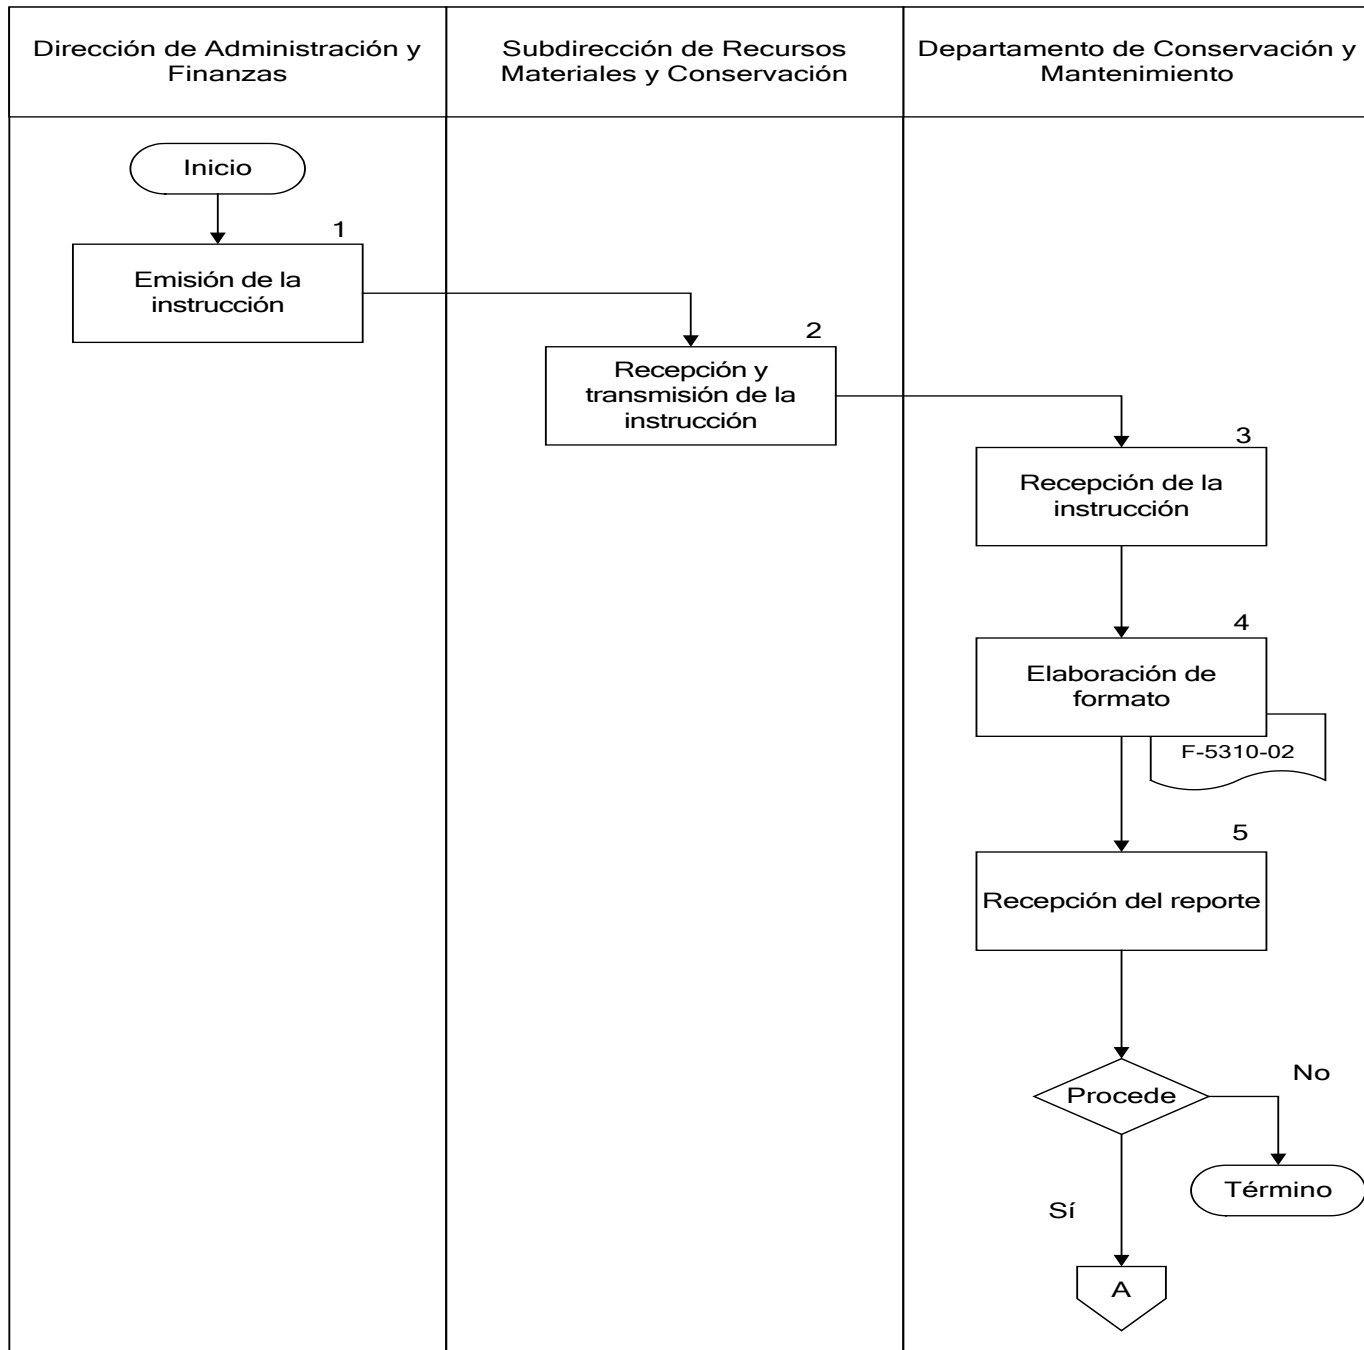 Dirección de Administración y
Finanzas
Subdirección de Recursos
Materiales y Conservación
Departamento de Conservación y
Mantenimiento
Inicio
1
Emisión de la
instrucción
2
Recepción y
transmisión de la
instrucción
3
Recepción de la
instrucción
4
Elaboración de
formato
F-5310-02
5
Recepción del reporte
Procede
No
Término
Sí
A